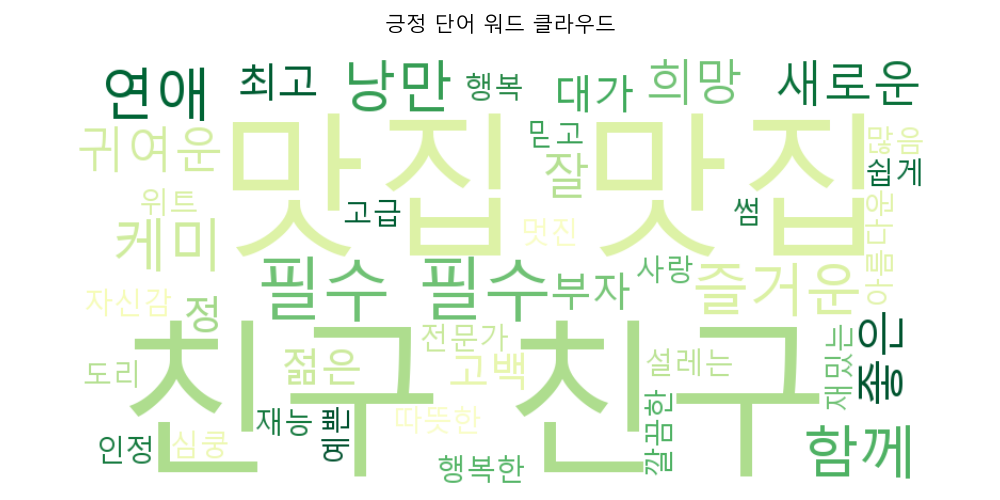 긍정 단어 워드 클라우드
연애 최고 낭만 행복 대가 희망 새로운
귀여운 맛집 맛집 믿고 잘 많음 쉽게
위트 고급 멋진 썸 아름다운
케미 필수 필수 부자 사랑 즐거운
자신감 정 친구 친구 전문가 좋은
도리 젊은 고백 설레는 재밌는
재능 예쁜 따뜻한 깔끔한 함께
인정 심쿵 행복한